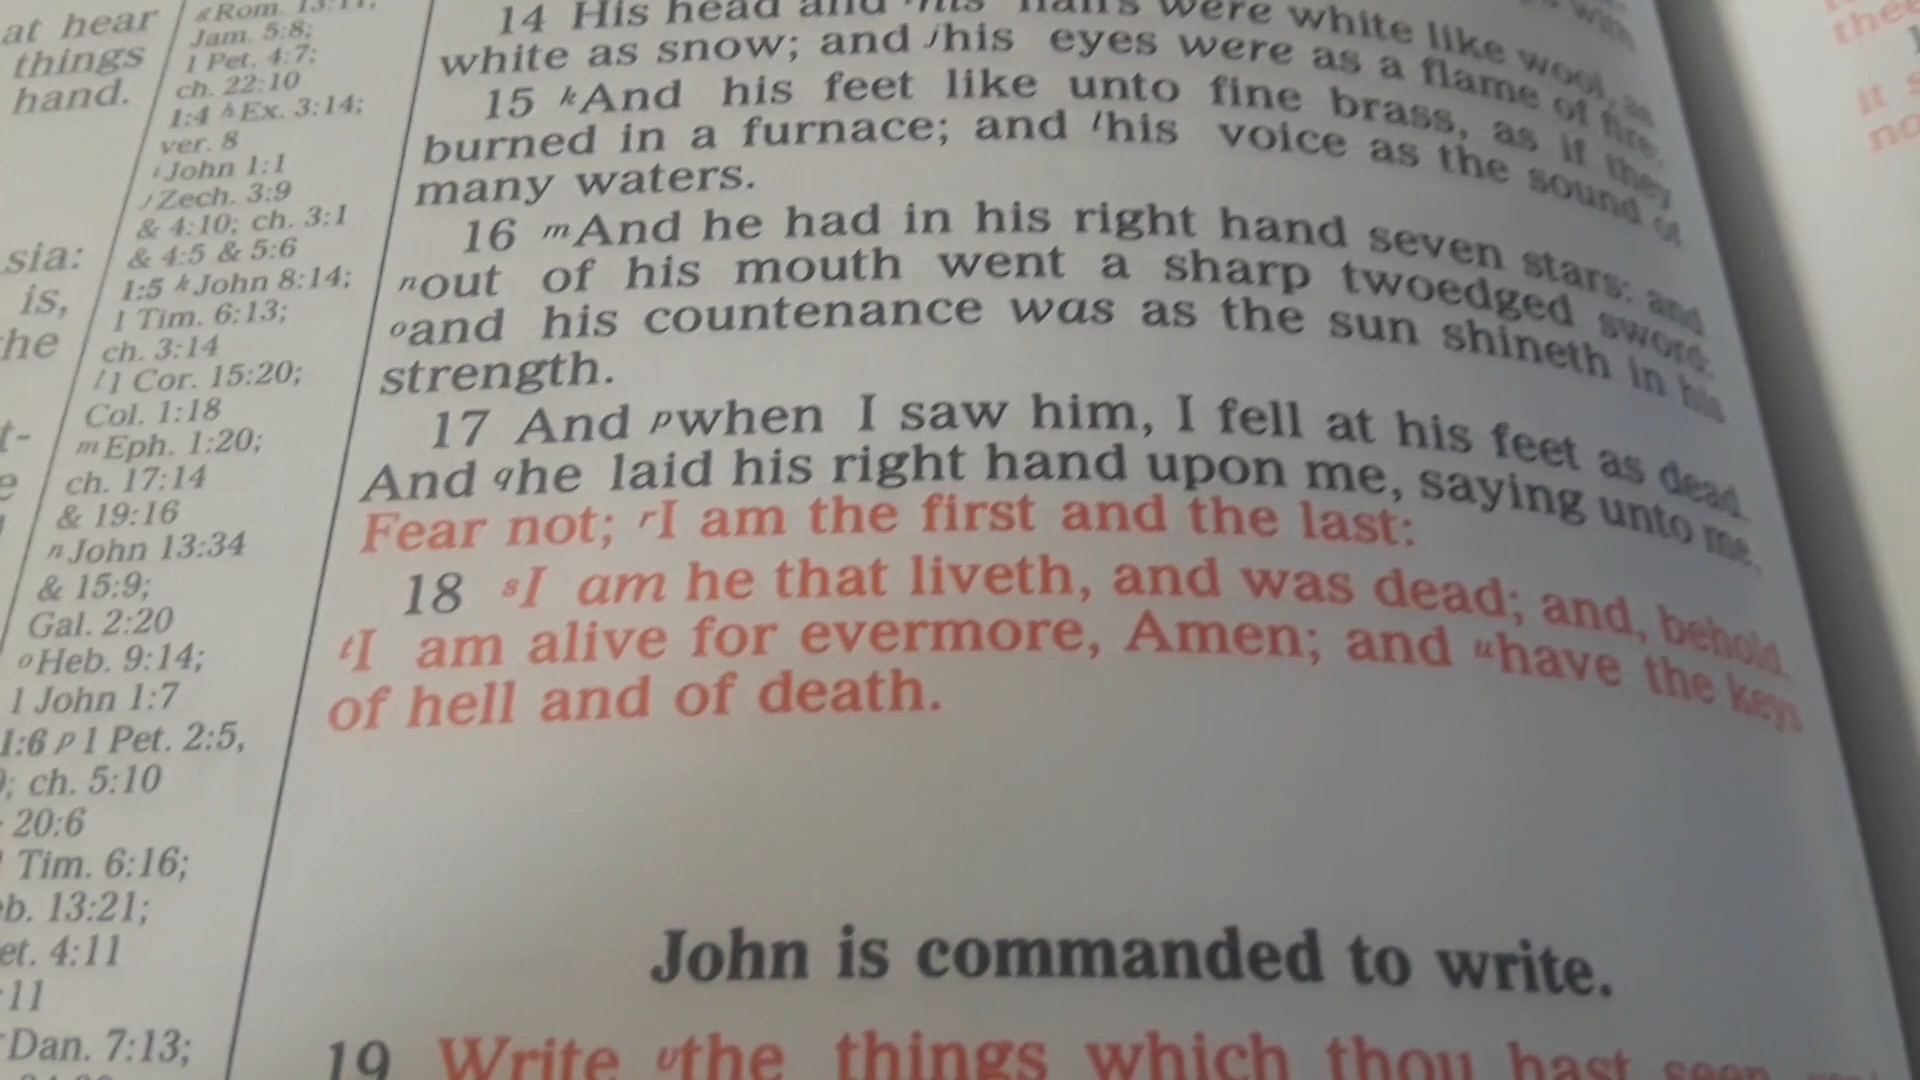 at hear
things
hand.
sia:
is,
he
t-
e
g Rom. 13:11;
Jam. 5:8;
1 Pet. 4:7;
ch. 22:10
1:4 h Ex. 3:14;
ver. 8
i John 1:1
j Zech. 3:9
& 4:10; ch. 3:1
& 4:5 & 5:6
1:5 k John 8:14;
1 Tim. 6:13;
ch. 3:14
l 1 Cor. 15:20;
Col. 1:18
m Eph. 1:20;
ch. 17:14
& 19:16
n John 13:34
& 15:9;
Gal. 2:20
o Heb. 9:14;
1 John 1:7
1:6 p 1 Pet. 2:5,
; ch. 5:10
20:6
Tim. 6:16;
b. 13:21;
et. 4:11
11
Dan. 7:13;
14 His head and his hairs were white like wool, as
white as snow; and j his eyes were as a flame of fire;
15 k And his feet like unto fine brass, as if they
burned in a furnace; and l his voice as the sound of
many waters.
16 m And he had in his right hand seven stars: and
n out of his mouth went a sharp twoedged sword:
o and his countenance was as the sun shineth in his
strength.
17 And p when I saw him, I fell at his feet as dead.
And q he laid his right hand upon me, saying unto me,
Fear not; r I am the first and the last:
18 s I am he that liveth, and was dead; and, behold,
t I am alive for evermore, Amen; and u have the keys
of hell and of death.
John is commanded to write.
19 Write v the things which thou hast seen
with
thee
it s
no